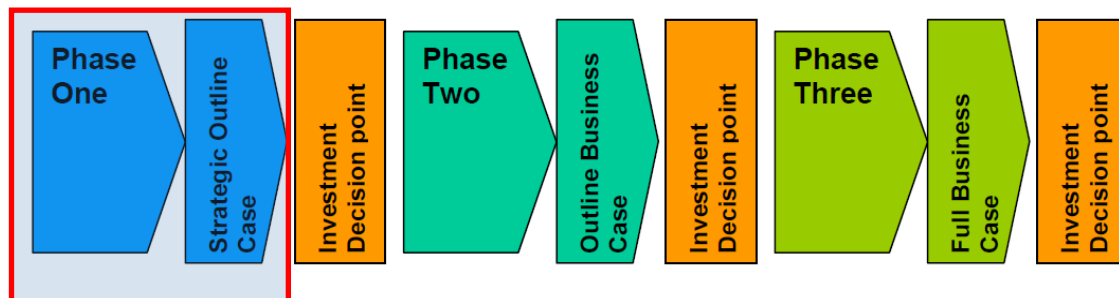 Phase
One
Strategic Outline
Case
Investment
Decision point
Phase
Two
Outline Business
Case
Investment
Decision point
Phase
Three
Full Business
Case
Investment
Decision point